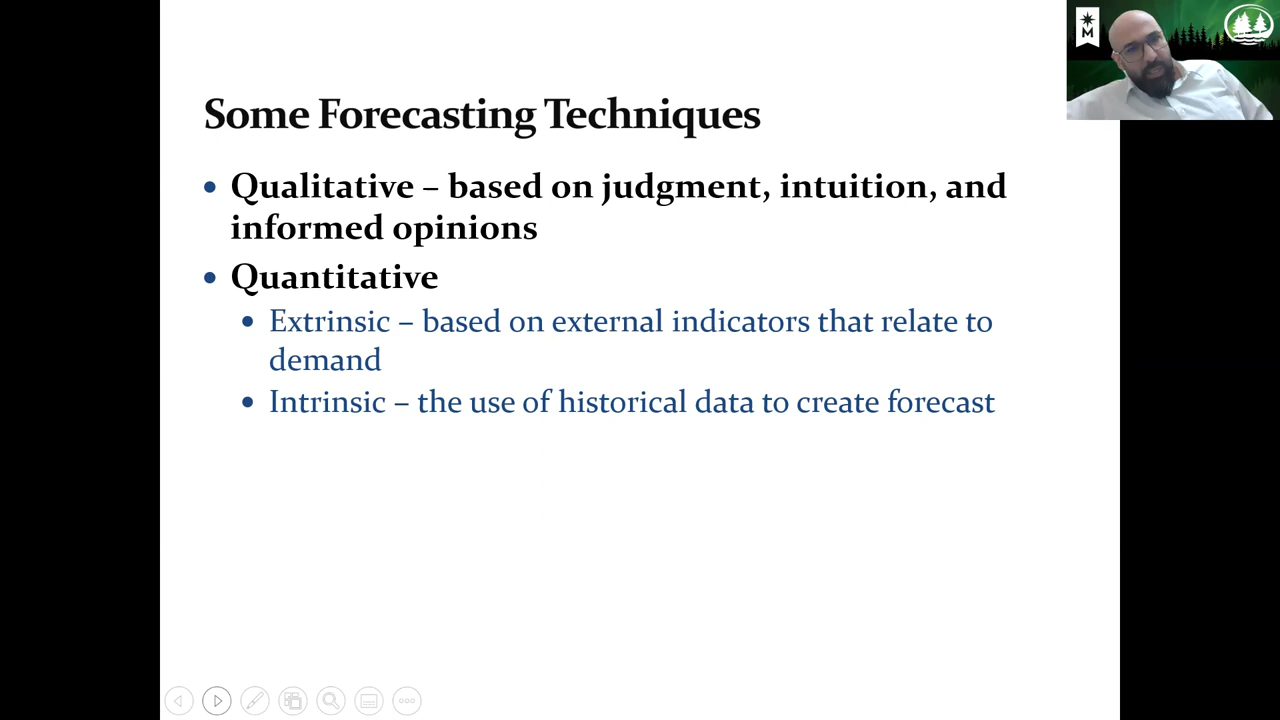 Some Forecasting Techniques
• Qualitative – based on judgment, intuition, and
informed opinions
• Quantitative
• Extrinsic – based on external indicators that relate to
demand
• Intrinsic – the use of historical data to create forecast
M